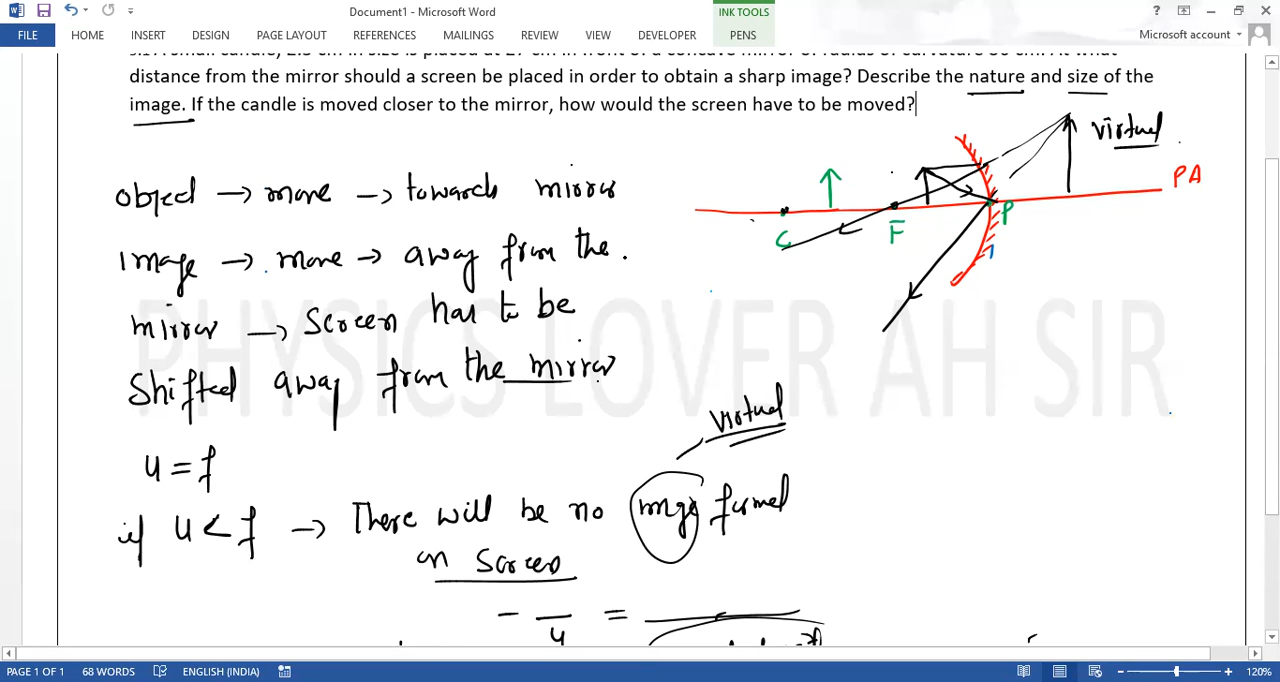 Document1 - Microsoft Word
INK TOOLS
FILE HOME INSERT DESIGN PAGE LAYOUT REFERENCES MAILINGS REVIEW VIEW DEVELOPER PENS
Microsoft account
distance from the mirror should a screen be placed in order to obtain a sharp image? Describe the nature and size of the
image. If the candle is moved closer to the mirror, how would the screen have to be moved?
virtual
PA
object → move → towards mirror
C F P
Image → move → away from the
mirror → Screen has to be
PHYSICS LOVER AH SIR
Shifted away from the mirror
virtual
u = f
if u < f → There will be no image formed
on screen
- 1/u =
PAGE 1 OF 1 68 WORDS ENGLISH (INDIA) 120%